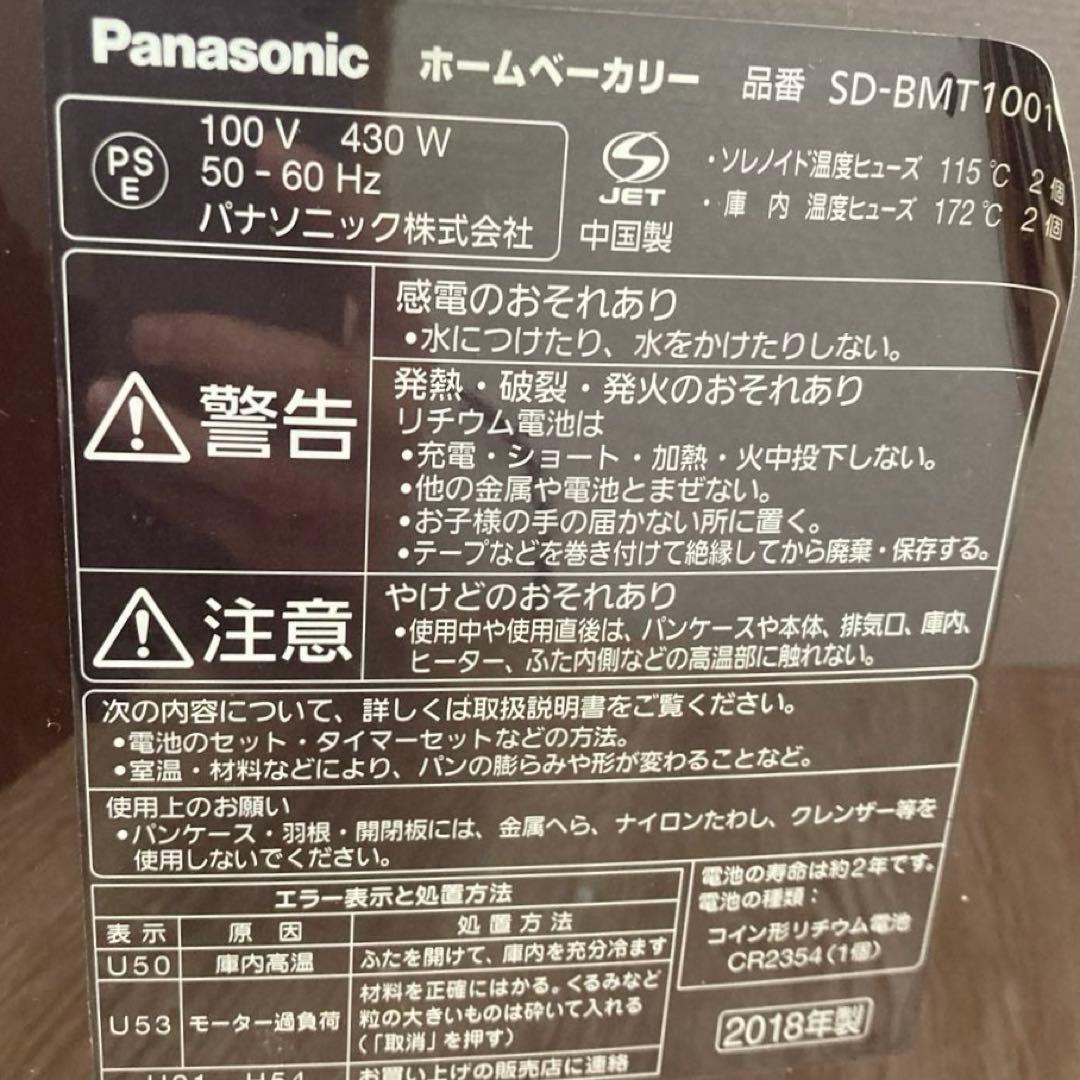 Panasonic ホームベーカリー 品番 SD-BMT1001
PSE
100 V 430 W
50 - 60 Hz
パナソニック株式会社
JET
中国製
・ソレノイド温度ヒューズ 115℃ 2個
・庫 内 温度ヒューズ 172℃ 2個
警告
感電のおそれあり
•水につけたり、水をかけたりしない。
発熱・破裂・発火のおそれあり
リチウム電池は
•充電・ショート・加熱・火中投下しない。
•他の金属や電池とまぜない。
•お子様の手の届かない所に置く。
•テープなどを巻き付けて絶縁してから廃棄・保存する。
注意
やけどのおそれあり
•使用中や使用直後は、パンケースや本体、排気口、庫内、
ヒーター、ふた内側などの高温部に触れない。
次の内容について、詳しくは取扱説明書をご覧ください。
•電池のセット・タイマーセットなどの方法。
•室温・材料などにより、パンの膨らみや形が変わることなど。
使用上のお願い
•パンケース・羽根・開閉板には、金属へら、ナイロンたわし、クレンザー等を
使用しないでください。
エラー表示と処置方法
表示 原因 処置方法
U50 庫内高温 ふたを開けて、庫内を充分冷ます
U53 モーター過負荷 材料を正確にはかる。くるみなど
粒の大きいものは砕いて入れる
(「取消」を押す)
お買い上げの販売店に連絡
電池の寿命は約2年です。
電池の種類：
コイン形リチウム電池
CR2354(1個)
2018年製